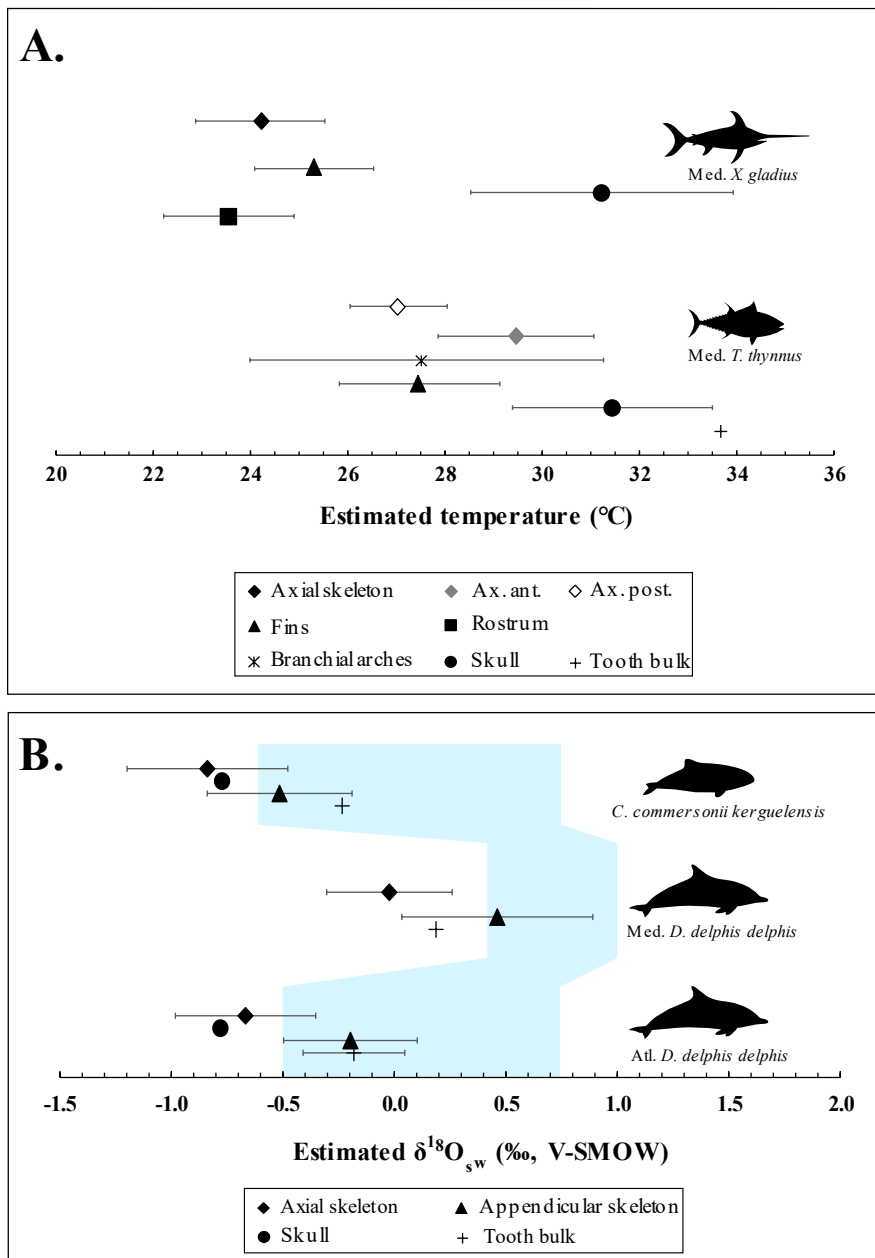 A.
Med. X. gladius
Med. T. thynnus
20 22 24 26 28 30 32 34 36
Estimated temperature (°C)
Axial skeleton Ax. ant. Ax. post.
Fins Rostrum
Branchial arches Skull Tooth bulk
B.
C. commersonii kerguelensis
Med. D. delphis delphis
Atl. D. delphis delphis
-1.5 -1.0 -0.5 0.0 0.5 1.0 1.5 2.0
Estimated δ¹⁸Oₛw (‰, V-SMOW)
Axial skeleton Appendicular skeleton
Skull Tooth bulk